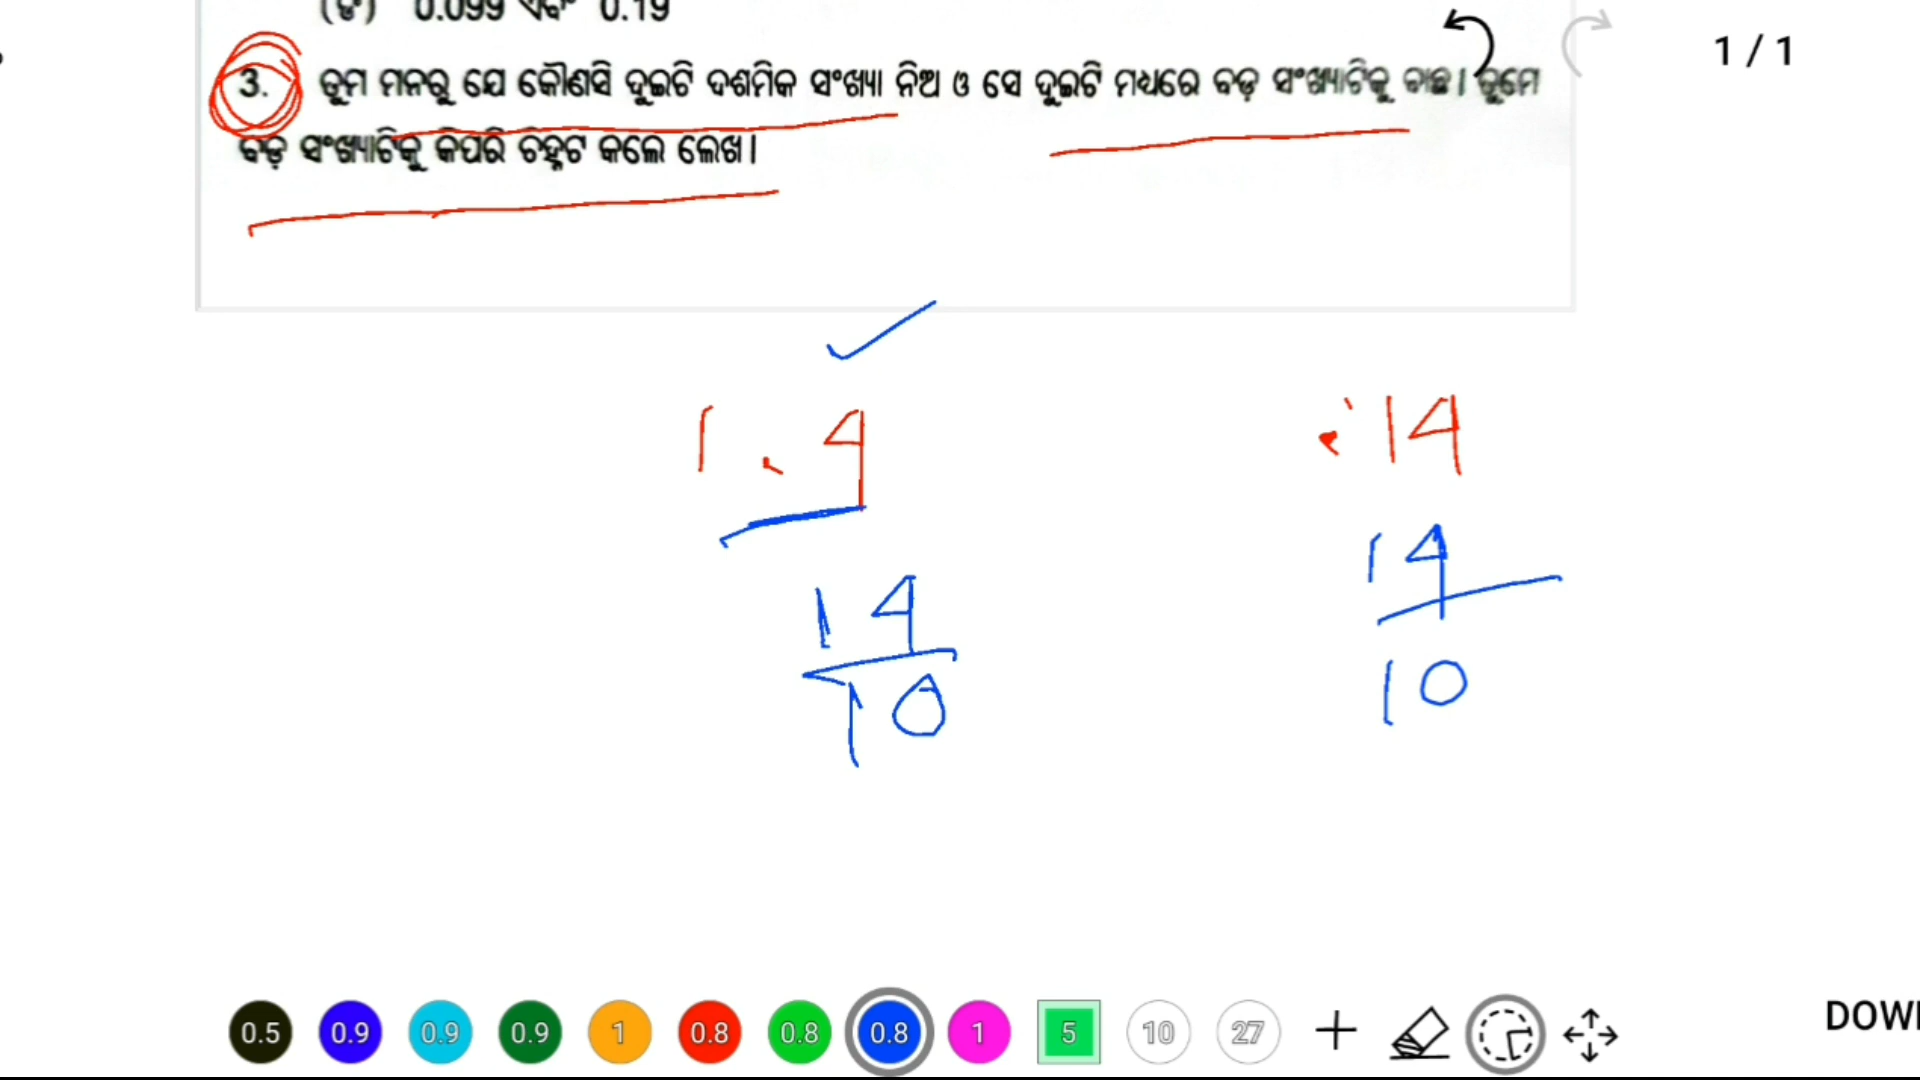 (ଙ) 0.099 ଏବଂ 0.19
1 / 1
3. ତୁମ ମନରୁ ଯେ କୌଣସି ଦୁଇଟି ଦଶମିକ ସଂଖ୍ୟା ନିଅ ଓ ସେ ଦୁଇଟି ମଧ୍ୟରେ ବଡ଼ ସଂଖ୍ୟାଟିକୁ ବାଛ। ତୁମେ
ବଡ଼ ସଂଖ୍ୟାଟିକୁ କିପରି ଚିହ୍ନଟ କଲେ ଲେଖ।
1.4 .14
14 14
10 10
0.5 0.9 0.9 0.9 1 0.8 0.8 0.8 1 5 10 27